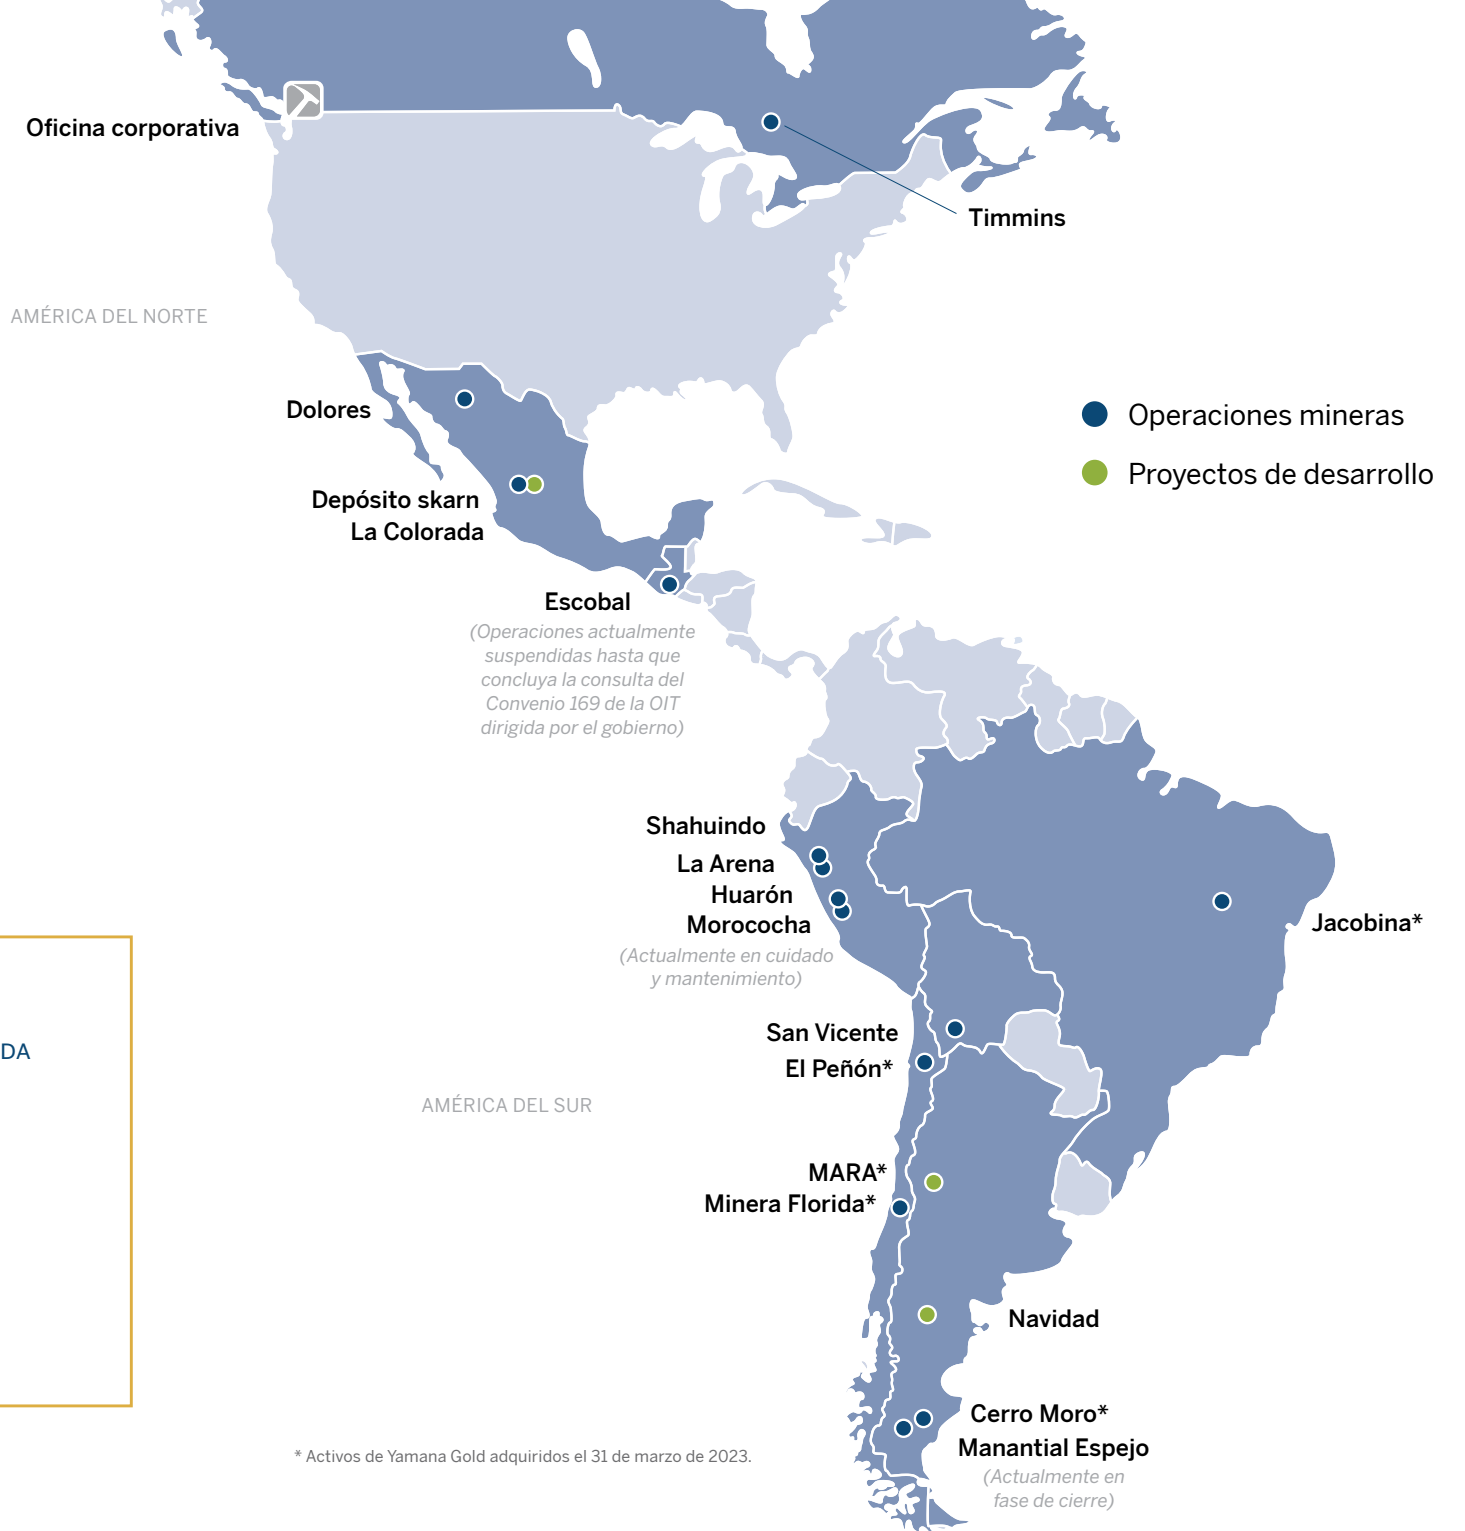 Oficina corporativa
Timmins
AMÉRICA DEL NORTE
Dolores
Operaciones mineras
Proyectos de desarrollo
Depósito skarn
La Colorada
Escobal
(Operaciones actualmente
suspendidas hasta que
concluya la consulta del
Convenio 169 de la OIT
dirigida por el gobierno)
Shahuindo
La Arena
Huarón
Morococha
(Actualmente en cuidado
y mantenimiento)
Jacobina*
San Vicente
El Peñón*
DA
AMÉRICA DEL SUR
MARA*
Minera Florida*
Navidad
Cerro Moro*
Manantial Espejo
(Actualmente en
fase de cierre)
* Activos de Yamana Gold adquiridos el 31 de marzo de 2023.